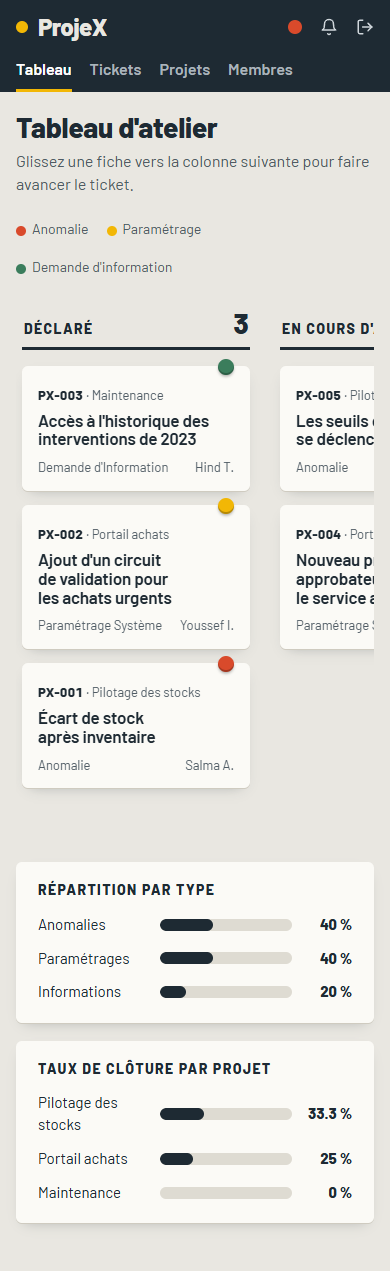 ProjeX
Tableau Tickets Projets Membres
Tableau d'atelier
Glissez une fiche vers la colonne suivante pour faire
avancer le ticket.
Anomalie Paramétrage
Demande d'information
DÉCLARÉ 3
PX-003 · Maintenance
Accès à l'historique des
interventions de 2023
Demande d'Information Hind T.
PX-002 · Portail achats
Ajout d'un circuit
de validation pour
les achats urgents
Paramétrage Système Youssef I.
PX-001 · Pilotage des stocks
Écart de stock
après inventaire
Anomalie Salma A.
EN COURS
PX-005 ·
Les seuils
se
Anomalie
PX-004 ·
Nouveau
le service
Paramétrage
RÉPARTITION PAR TYPE
Anomalies 40 %
Paramétrages 40 %
Informations 20 %
TAUX DE CLÔTURE PAR PROJET
Pilotage des
stocks 33.3 %
Portail achats 25 %
Maintenance 0 %